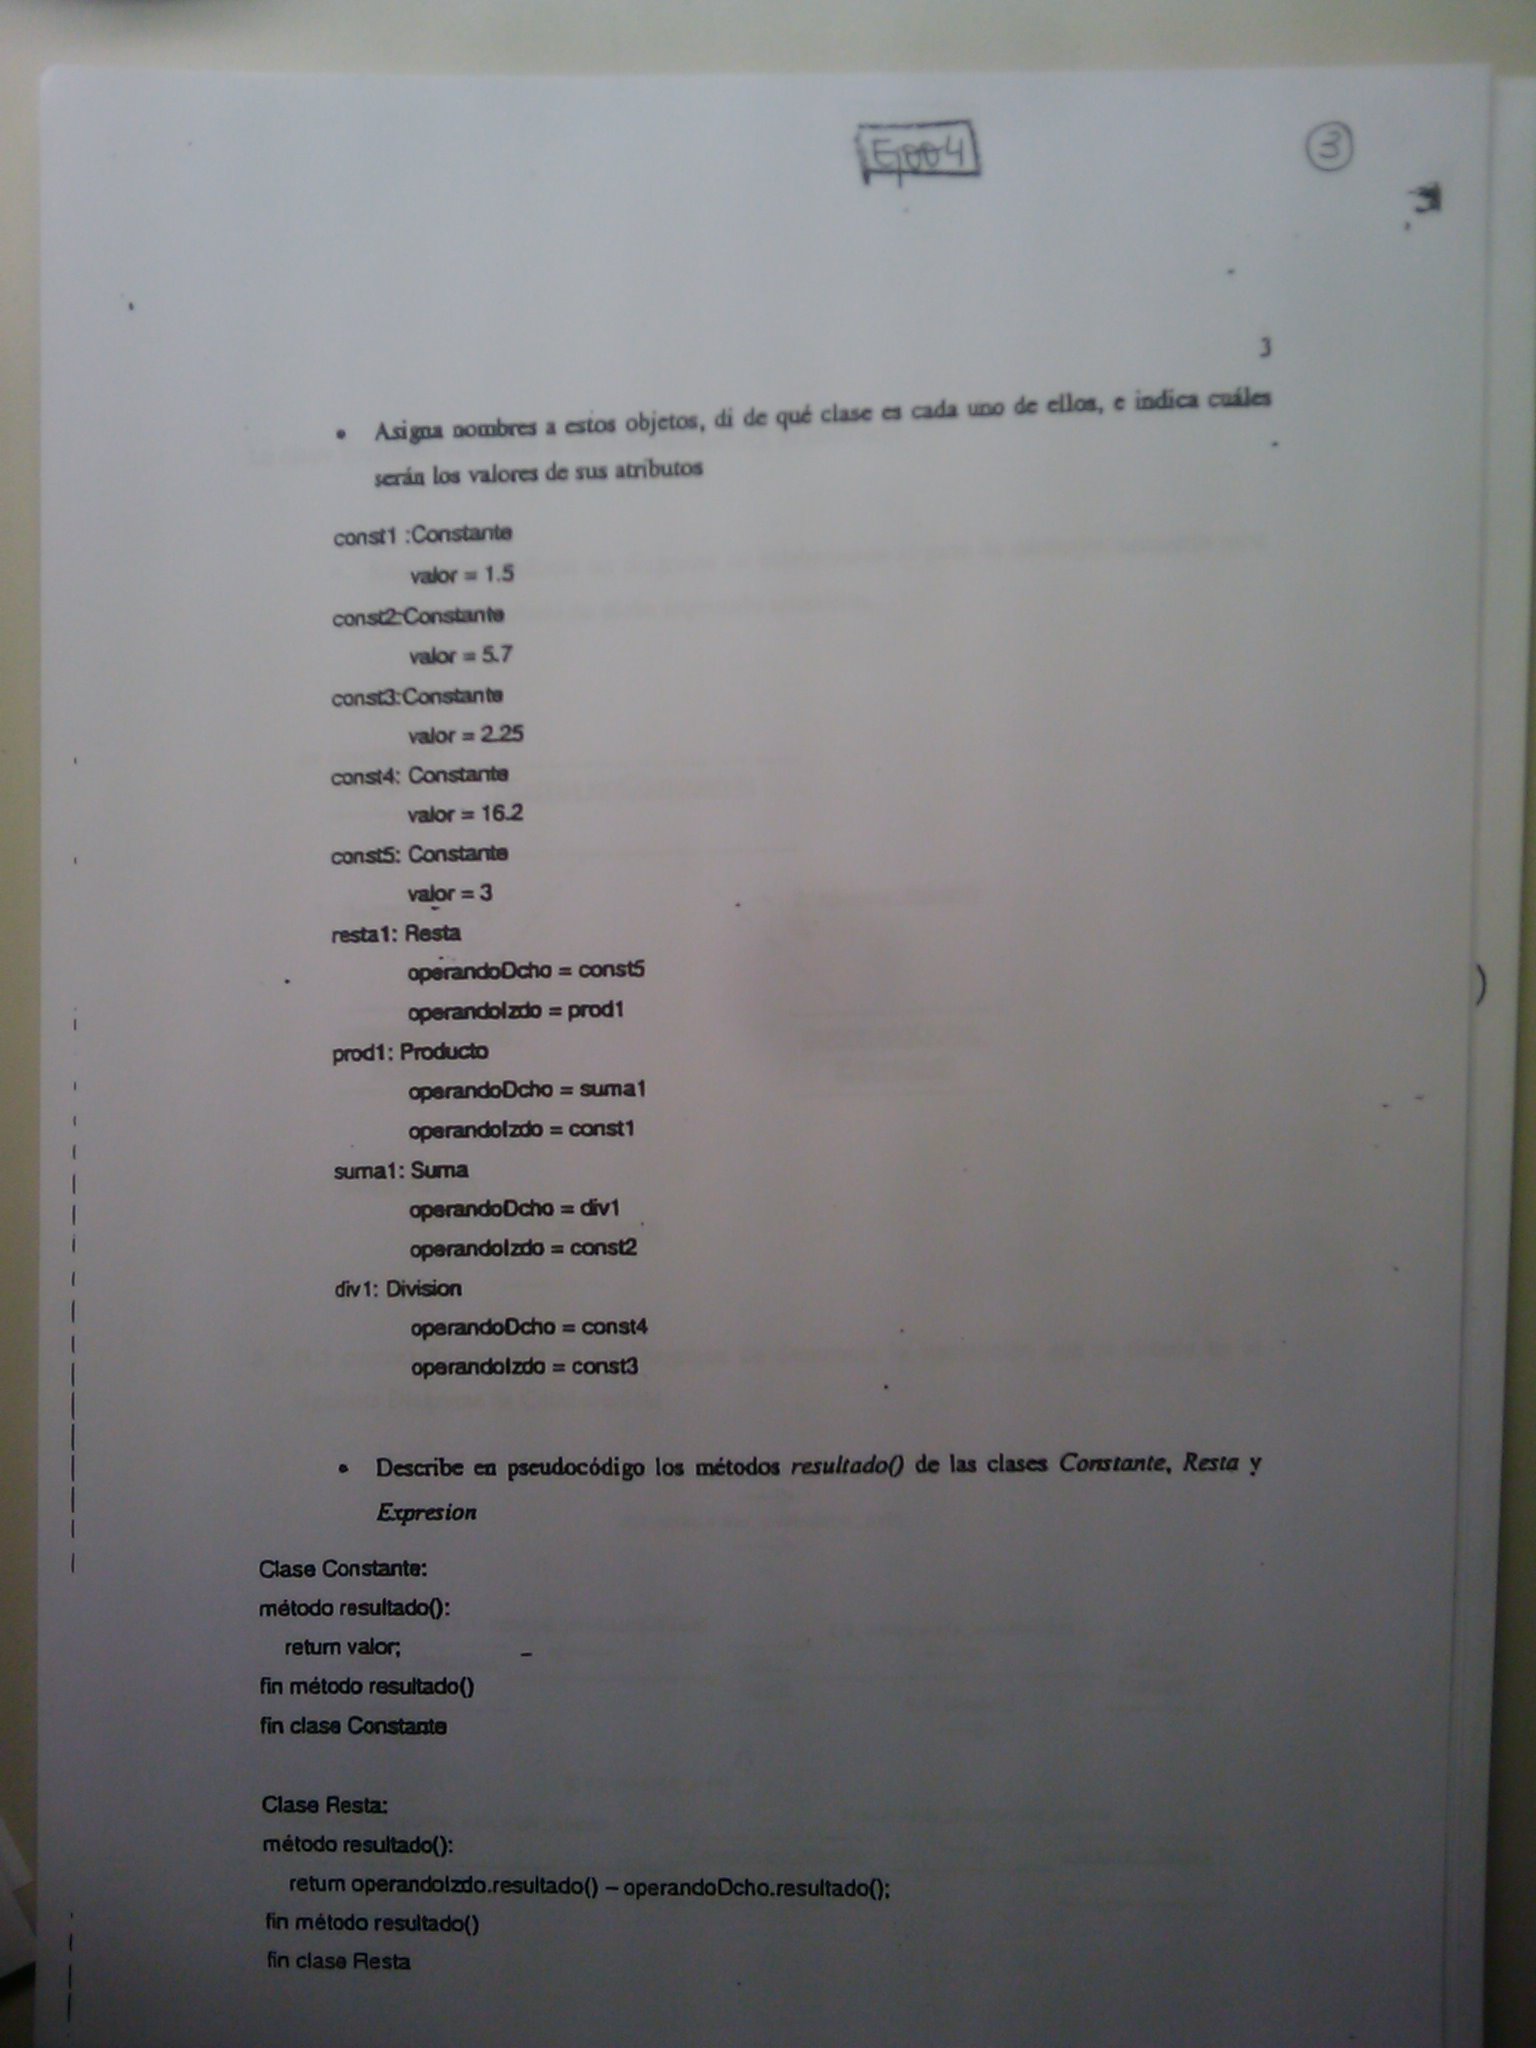 Ejoo4
3
3
• Asigna nombres a estos objetos, di de qué clase es cada uno de ellos, e indica cuáles
serán los valores de sus atributos
const1 :Constante
valor = 1.5
const2:Constante
valor = 5.7
const3:Constante
valor = 2.25
const4: Constante
valor = 16.2
const5: Constante
valor = 3
resta1: Resta
operandoDcho = const5
operandoIzdo = prod1
prod1: Producto
operandoDcho = suma1
operandoIzdo = const1
suma1: Suma
operandoDcho = div1
operandoIzdo = const2
div1: Division
operandoDcho = const4
operandoIzdo = const3
• Describe en pseudocódigo los métodos resultado() de las clases Constante, Resta y
Expresion
Clase Constante:
método resultado():
return valor;
fin método resultado()
fin clase Constante
Clase Resta:
método resultado():
return operandoIzdo.resultado() – operandoDcho.resultado();
fin método resultado()
fin clase Resta